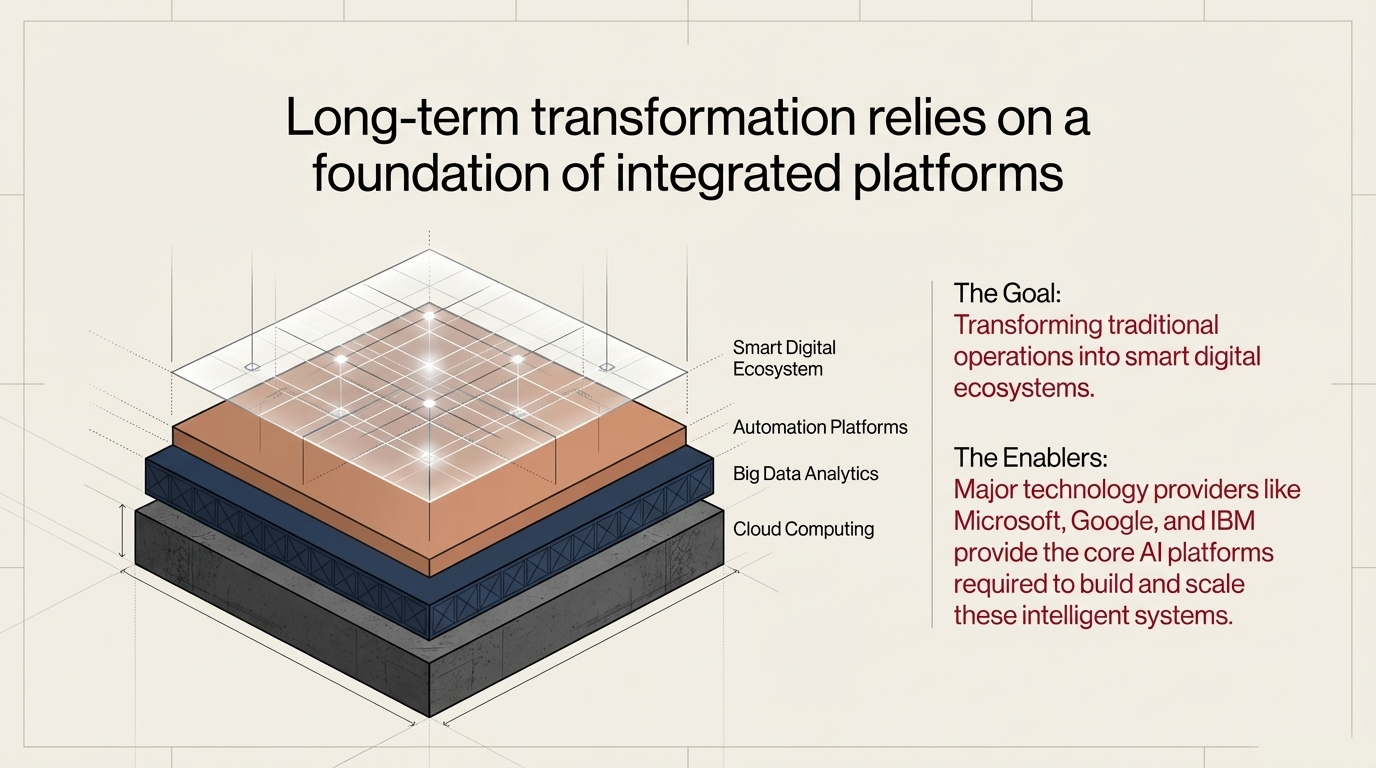 Long-term transformation relies on a
foundation of integrated platforms
Smart Digital
Ecosystem
Automation Platforms
Big Data Analytics
Cloud Computing
The Goal:
Transforming traditional
operations into smart digital
ecosystems.
The Enablers:
Major technology providers like
Microsoft, Google, and IBM
provide the core AI platforms
required to build and scale
these intelligent systems.